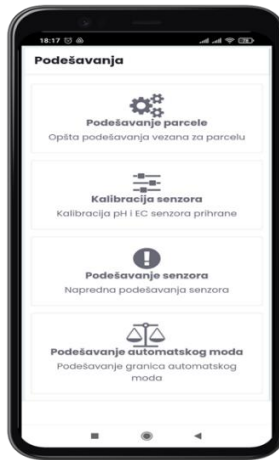 18:17
Podešavanja
Podešavanje parcele
Opšta podešavanja vezana za parcelu
Kalibracija senzora
Kalibracija pH i EC senzora prihrane
Podešavanje senzora
Napredna podešavanja senzora
Podešavanje automatskog moda
Podešavanje granica automatskog
moda